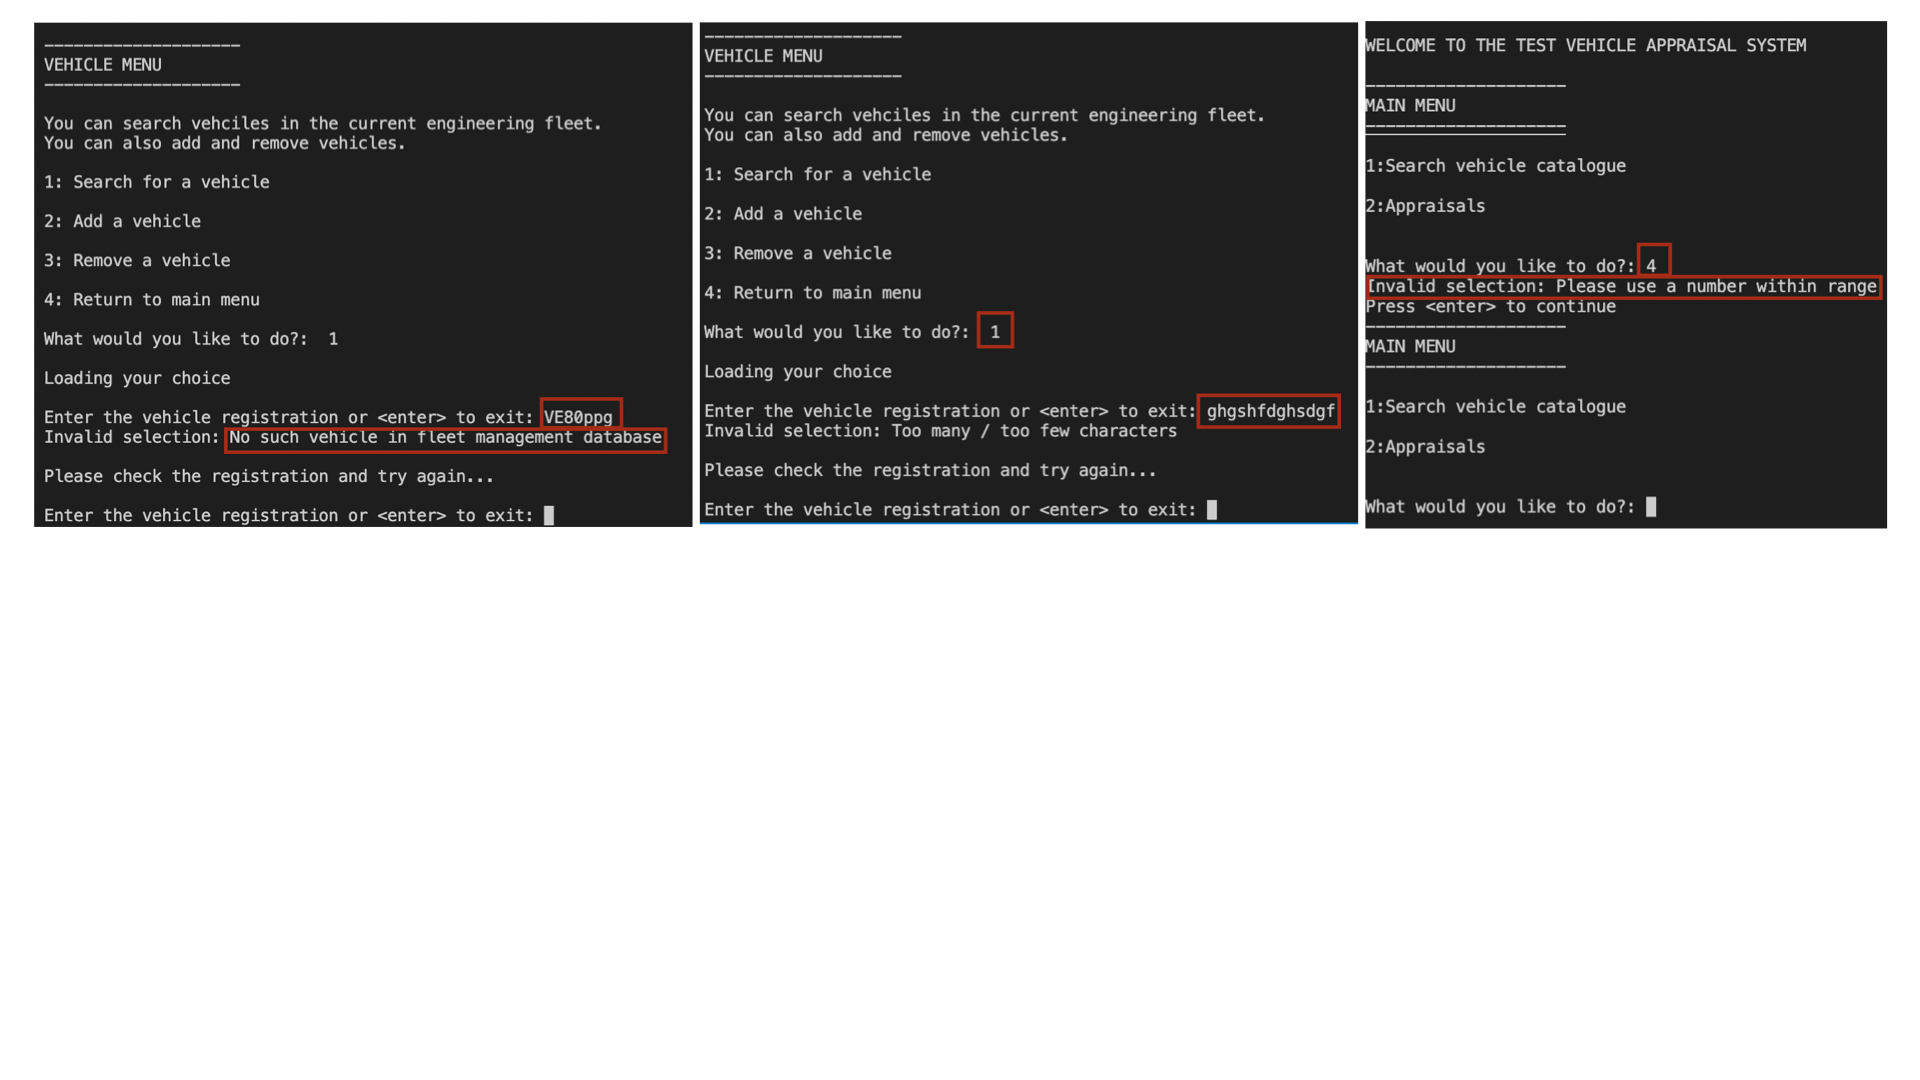 --------------------
VEHICLE MENU
--------------------
You can search vehciles in the current engineering fleet.
You can also add and remove vehicles.
1: Search for a vehicle
2: Add a vehicle
3: Remove a vehicle
4: Return to main menu
What would you like to do?:  1
Loading your choice
Enter the vehicle registration or <enter> to exit: VE80ppg
Invalid selection: No such vehicle in fleet management database
Please check the registration and try again...
Enter the vehicle registration or <enter> to exit:
--------------------
VEHICLE MENU
--------------------
You can search vehciles in the current engineering fleet.
You can also add and remove vehicles.
1: Search for a vehicle
2: Add a vehicle
3: Remove a vehicle
4: Return to main menu
What would you like to do?:  1
Loading your choice
Enter the vehicle registration or <enter> to exit: ghgshfdghsdgf
Invalid selection: Too many / too few characters
Please check the registration and try again...
Enter the vehicle registration or <enter> to exit:
WELCOME TO THE TEST VEHICLE APPRAISAL SYSTEM
--------------------
MAIN MENU
--------------------
1:Search vehicle catalogue
2:Appraisals
What would you like to do?: 4
Invalid selection: Please use a number within range
Press <enter> to continue
--------------------
MAIN MENU
--------------------
1:Search vehicle catalogue
2:Appraisals
What would you like to do?: